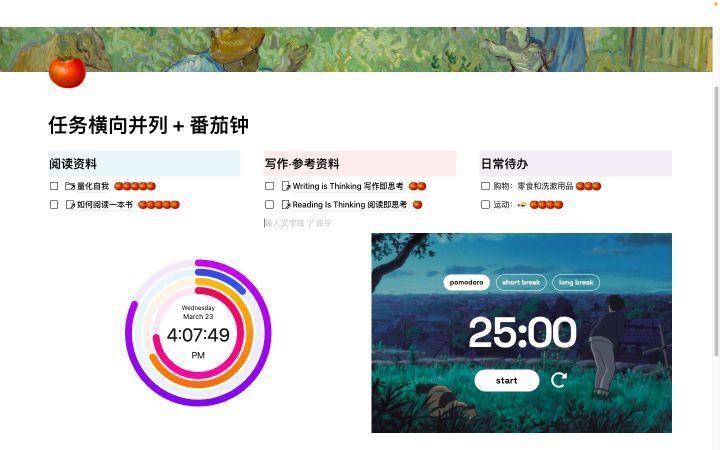 任务横向并列 + 番茄钟
阅读资料
量化自我
如何阅读一本书
写作·参考资料
Writing is Thinking 写作即思考
Reading Is Thinking 阅读即思考
输入文字或 "/" 命令
日常待办
购物：零食和洗漱用品
运动：
Wednesday
March 23
4:07:49
PM
pomodoro
short break
long break
25:00
start